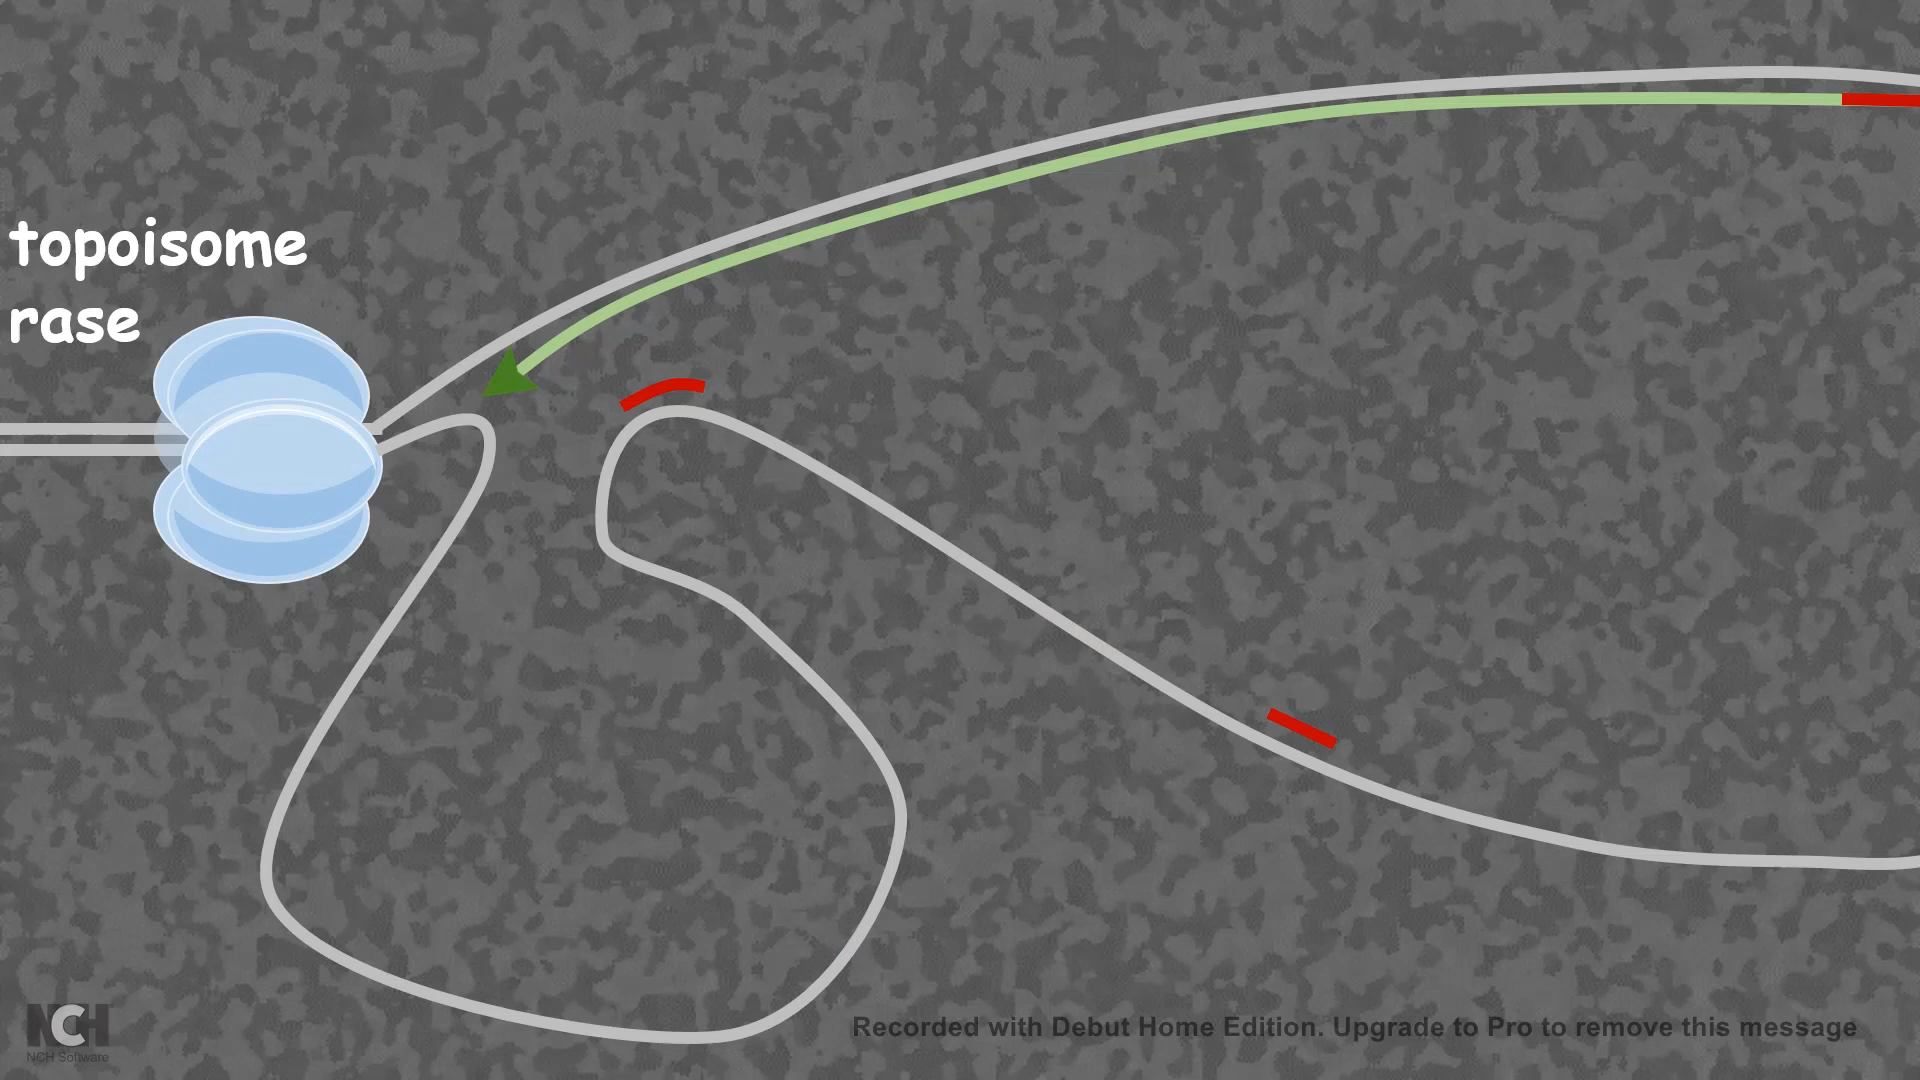 topoisome
rase
NCH
NCH Software
Recorded with Debut Home Edition. Upgrade to Pro to remove this message